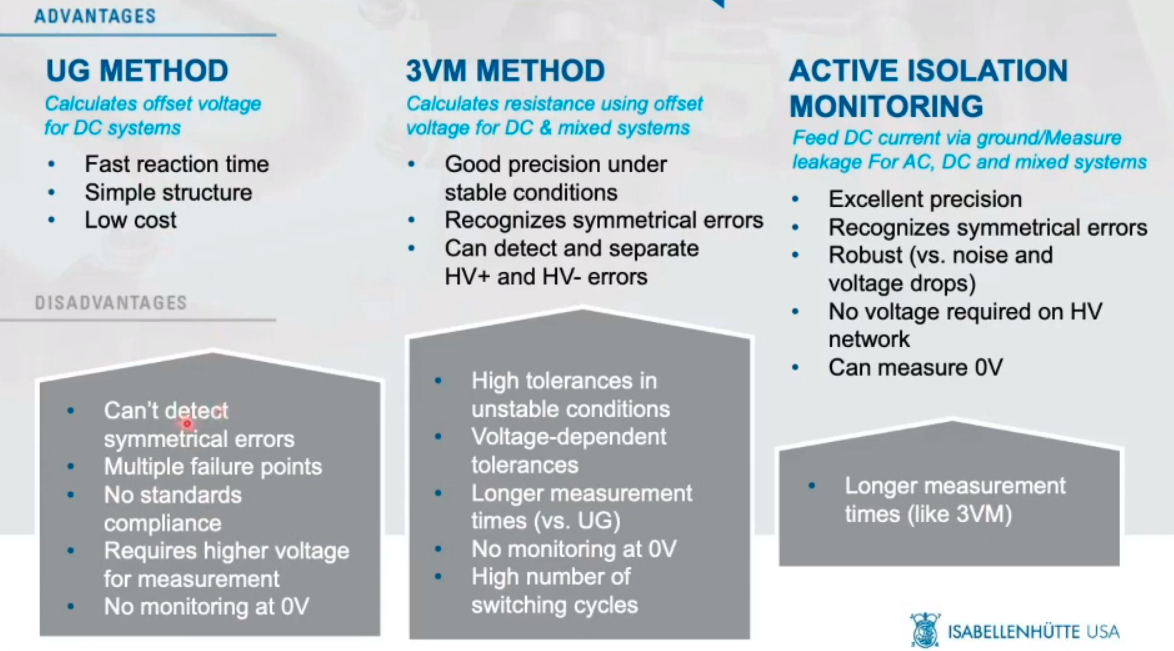 ADVANTAGES
UG METHOD
Calculates offset voltage
for DC systems
• Fast reaction time
• Simple structure
• Low cost
3VM METHOD
Calculates resistance using offset
voltage for DC & mixed systems
• Good precision under
stable conditions
• Recognizes symmetrical errors
• Can detect and separate
HV+ and HV- errors
ACTIVE ISOLATION
MONITORING
Feed DC current via ground/Measure
leakage For AC, DC and mixed systems
• Excellent precision
• Recognizes symmetrical errors
• Robust (vs. noise and
voltage drops)
• No voltage required on HV
network
• Can measure 0V
DISADVANTAGES
• Can't detect
symmetrical errors
• Multiple failure points
• No standards
compliance
• Requires higher voltage
for measurement
• No monitoring at 0V
• High tolerances in
unstable conditions
• Voltage-dependent
tolerances
• Longer measurement
times (vs. UG)
• No monitoring at 0V
• High number of
switching cycles
• Longer measurement
times (like 3VM)
ISABELLENHÜTTE USA